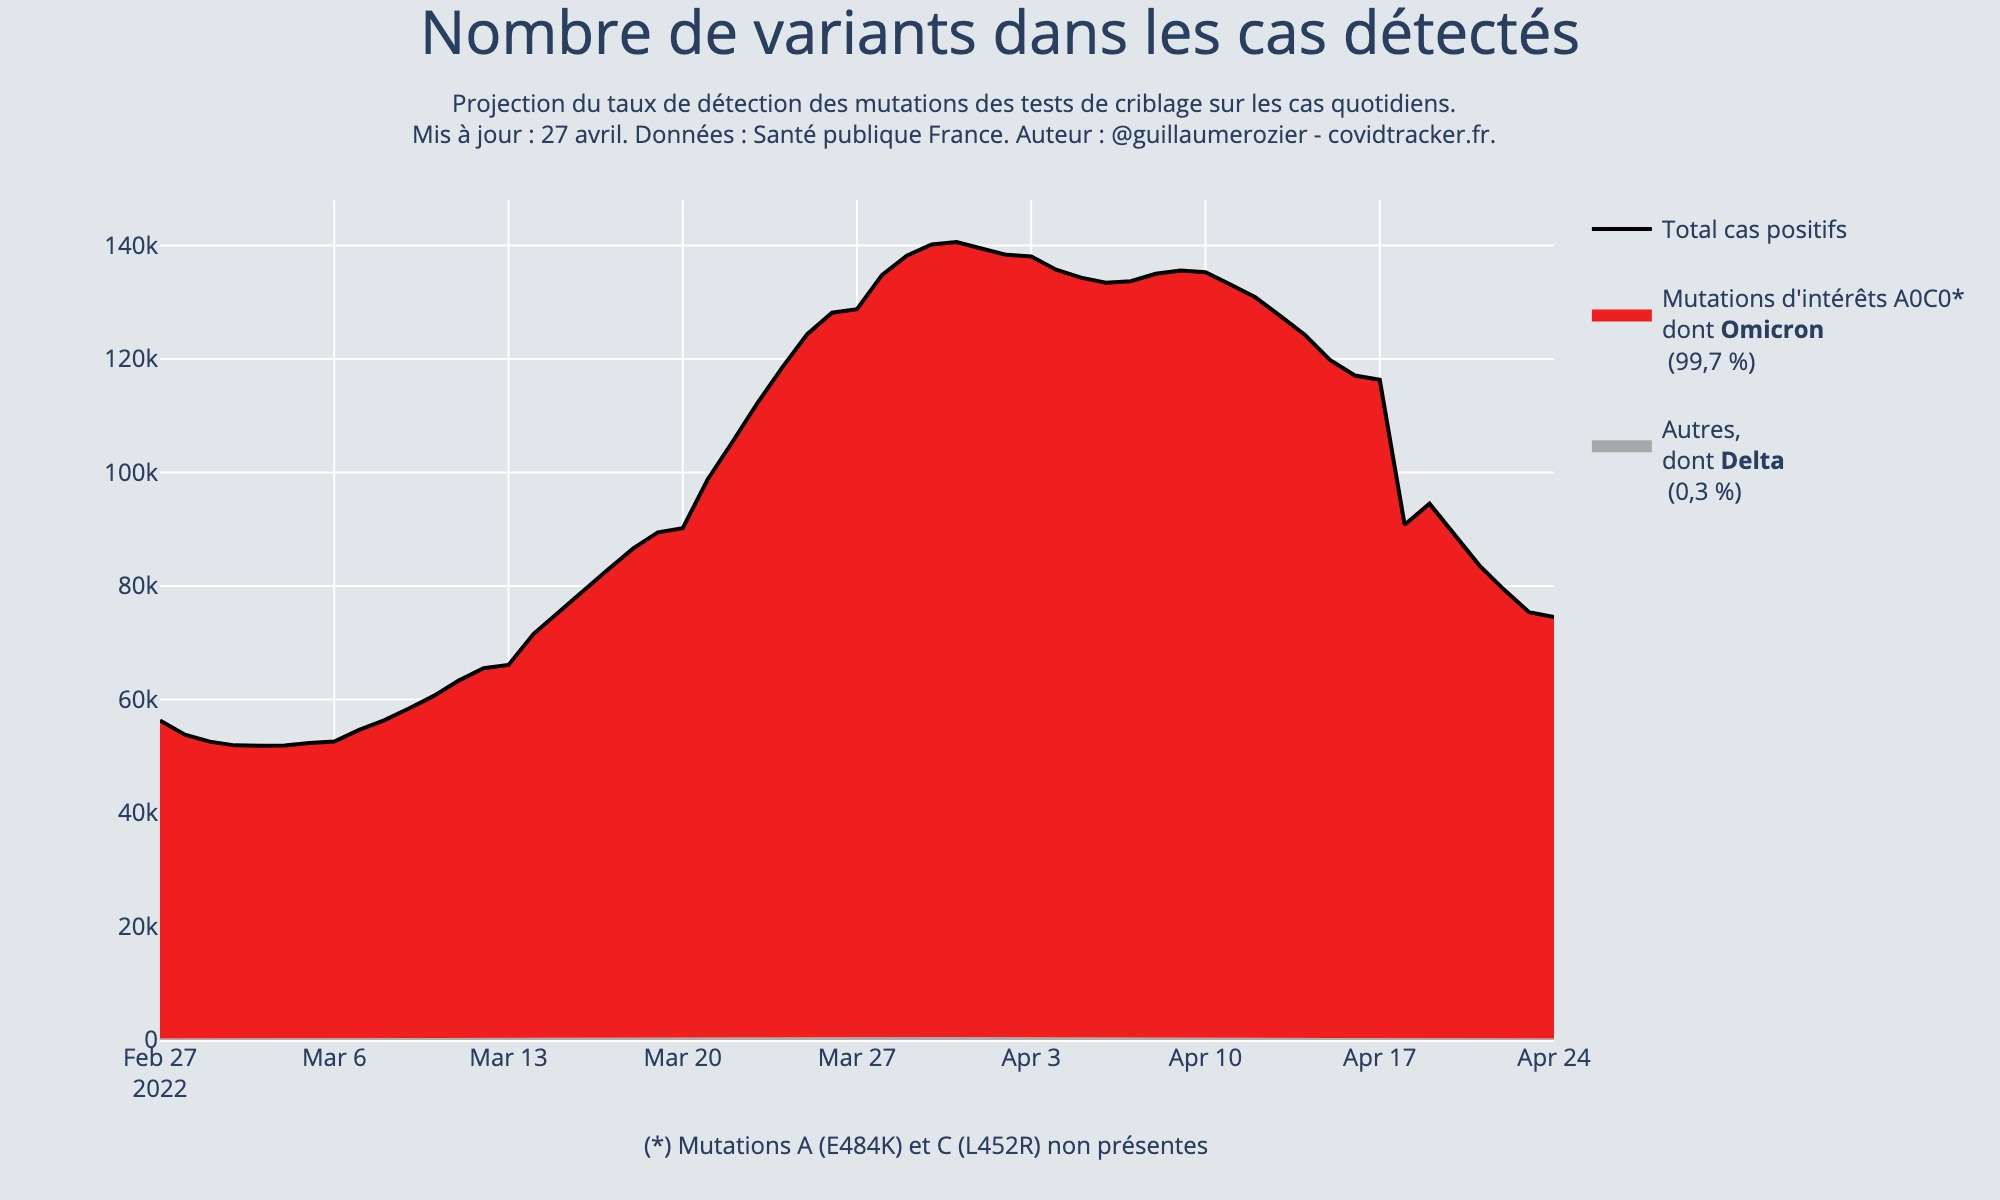 Nombre de variants dans les cas détectés
Projection du taux de détection des mutations des tests de criblage sur les cas quotidiens.
Mis à jour : 27 avril. Données : Santé publique France. Auteur : @guillaumerozier - covidtracker.fr.
140k
120k
100k
80k
60k
40k
20k
0
Feb 27
2022
Mar 6
Mar 13
Mar 20
Mar 27
Apr 3
Apr 10
Apr 17
Apr 24
Total cas positifs
Mutations d'intérêts A0C0*
dont Omicron
(99,7 %)
Autres,
dont Delta
(0,3 %)
(*) Mutations A (E484K) et C (L452R) non présentes